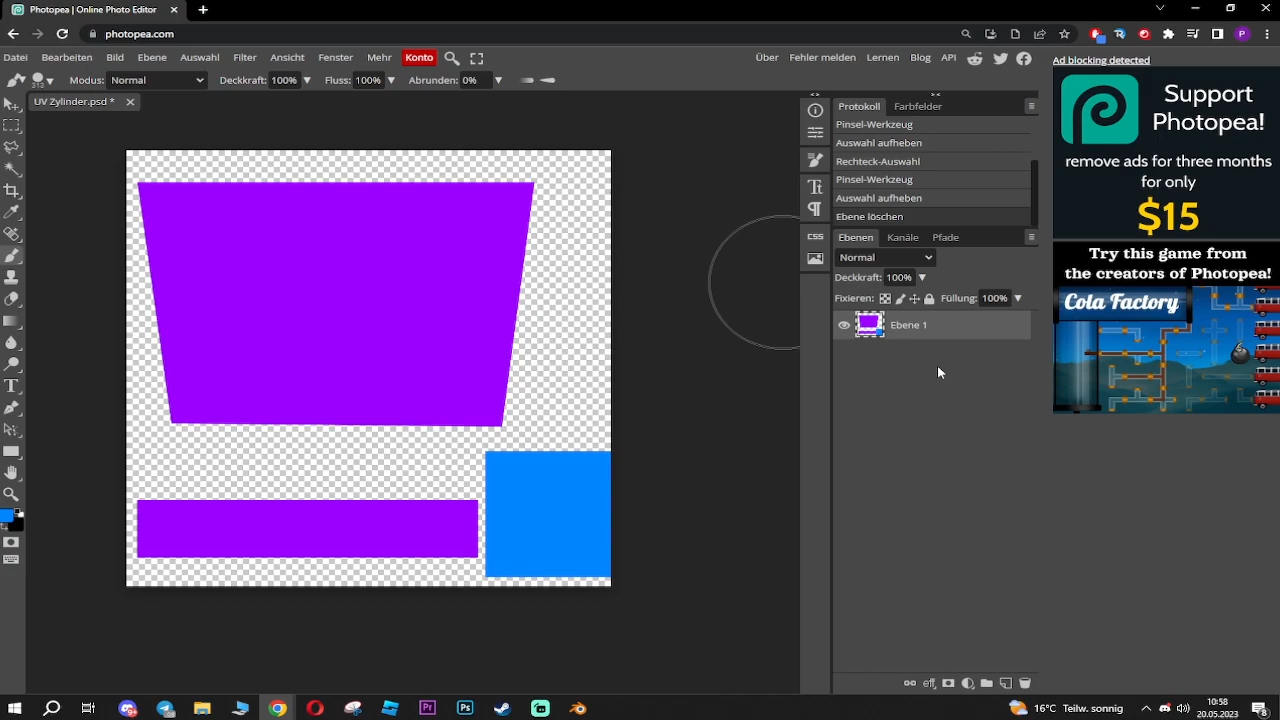 Photopea | Online Photo Editor
photopea.com
P
Datei Bearbeiten Bild Ebene Auswahl Filter Ansicht Fenster Mehr Konto Über Fehler melden Lernen Blog API
313 Modus: Normal Deckkraft: 100% Fluss: 100% Abrunden: 0%
UV Zylinder.psd *
Protokoll Farbfelder
Pinsel-Werkzeug
Auswahl aufheben
Rechteck-Auswahl
Pinsel-Werkzeug
Auswahl aufheben
Ebene löschen
CSS
Ebenen Kanäle Pfade
Normal
Deckkraft: 100%
Fixieren: Füllung: 100%
Ebene 1
eff
Ad blocking detected
Support
Photopea!
remove ads for three months
for only
$15
Try this game from
the creators of Photopea!
Cola Factory
Pr Ps 16°C Teilw. sonnig 10:58
20.05.2023